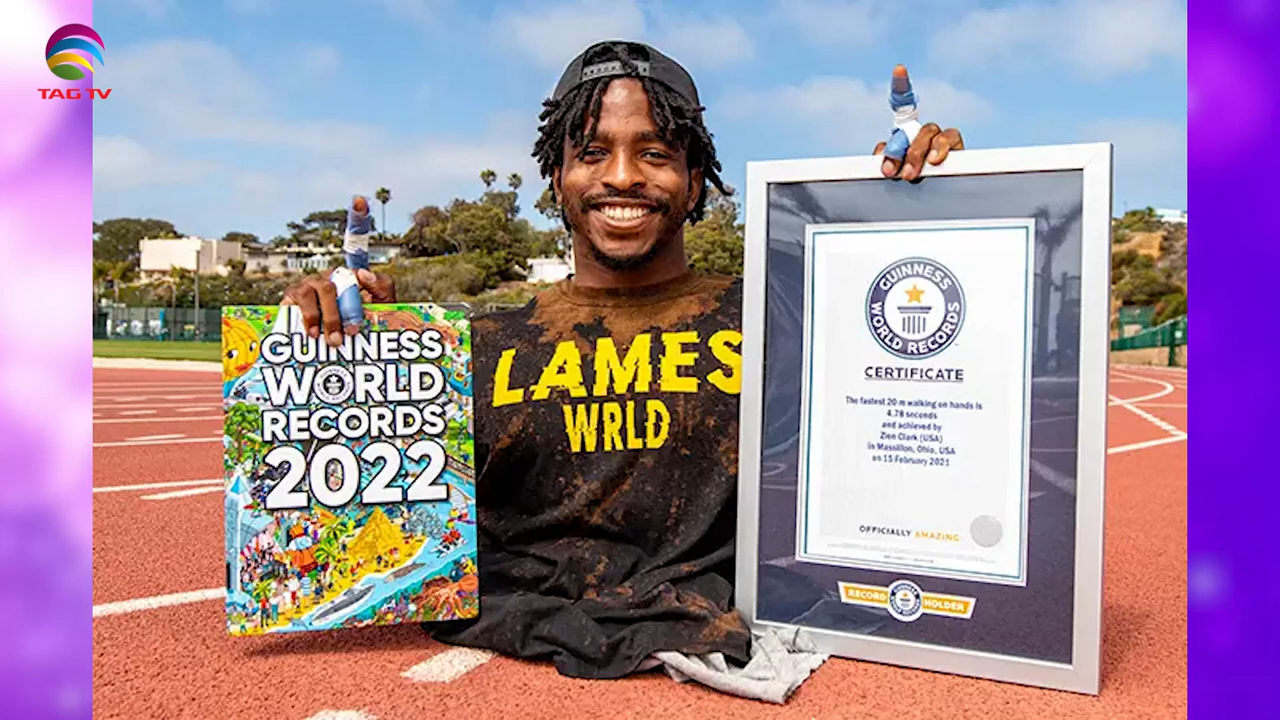 TAG TV
GUINNESS
WORLD
RECORDS
2022
LAMES
WRLD
GUINNESS
WORLD RECORDS
CERTIFICATE
The fastest 20 m walking on hands is
4.78 seconds
and achieved by
Zion Clark (USA)
in Massillon, Ohio, USA
on 15 February 2021
OFFICIALLY AMAZING
RECORD HOLDER